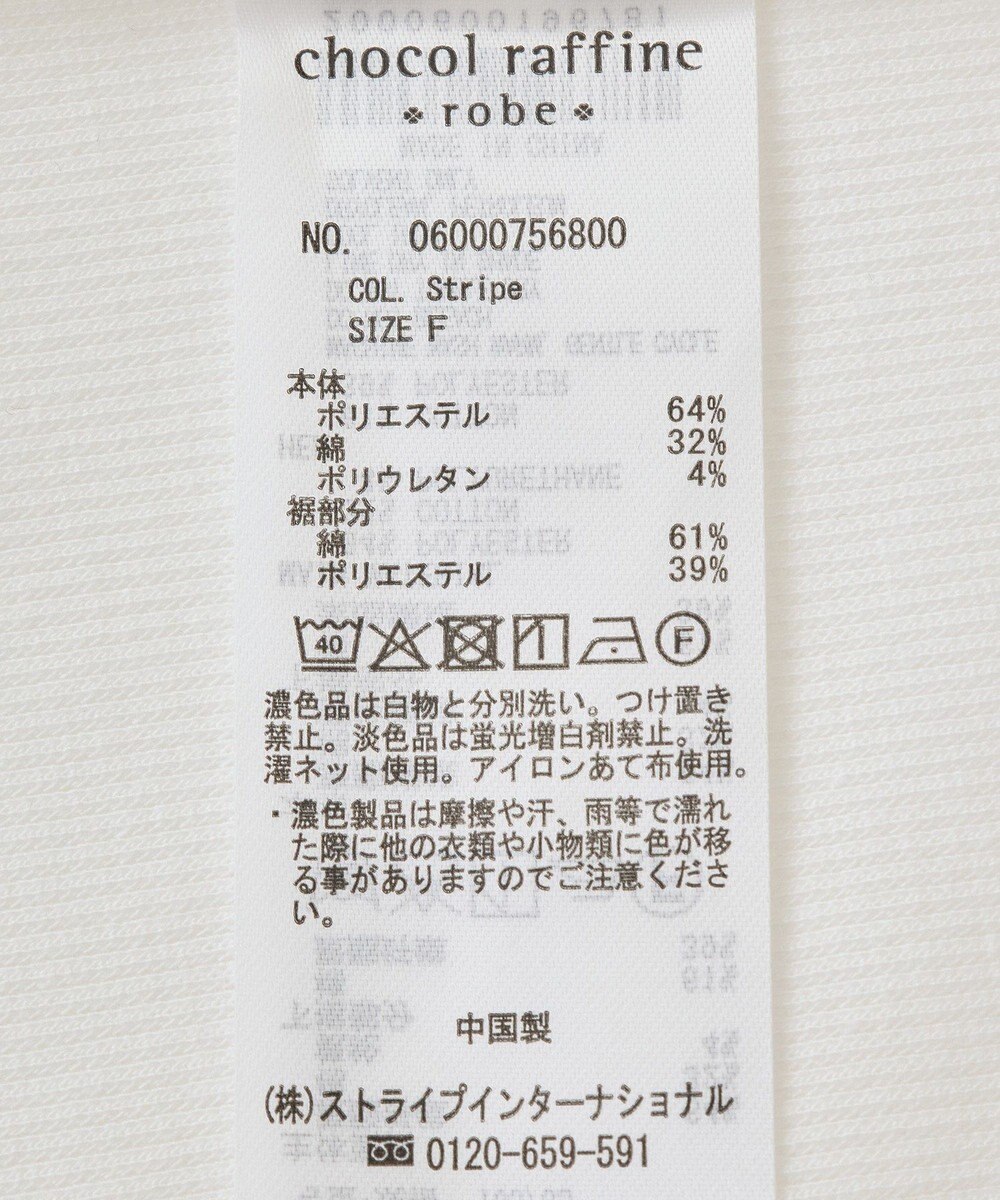 chocol raffine
robe
NO. 06000756800
COL. Stripe
SIZE F
本体
ポリエステル 64%
綿 32%
ポリウレタン 4%
裾部分
綿 61%
ポリエステル 39%
40 F
濃色品は白物と分別洗い。つけ置き
禁止。淡色品は蛍光増白剤禁止。洗
濯ネット使用。アイロンあて布使用。
・濃色製品は摩擦や汗、雨等で濡れ
た際に他の衣類や小物類に色が移
る事がありますのでご注意くださ
い。
中国製
(株)ストライプインターナショナル
0120-659-591